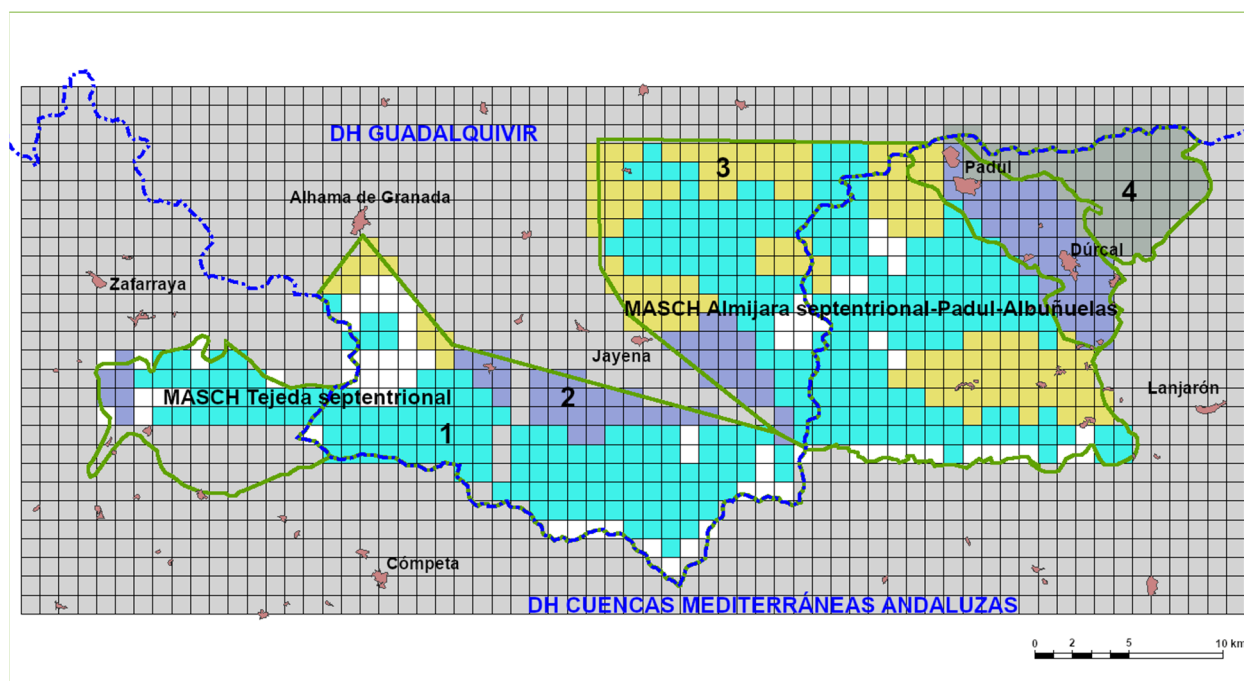 DH GUADALQUIVIR
3
Padul
4
Alhama de Granada
Dúrcal
Zafarraya
MASCH Almijara septentrional-Padul-Albuñuelas
Jayena
Lanjarón
MASCH Tejeda septentrional
2
1
Cómpeta
DH CUENCAS MEDITERRÁNEAS ANDALUZAS
0 2 5 10 km